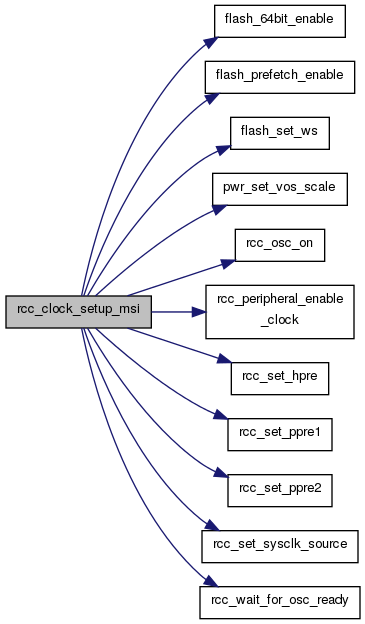 flash_64bit_enable
flash_prefetch_enable
flash_set_ws
pwr_set_vos_scale
rcc_osc_on
rcc_clock_setup_msi
rcc_peripheral_enable
_clock
rcc_set_hpre
rcc_set_ppre1
rcc_set_ppre2
rcc_set_sysclk_source
rcc_wait_for_osc_ready